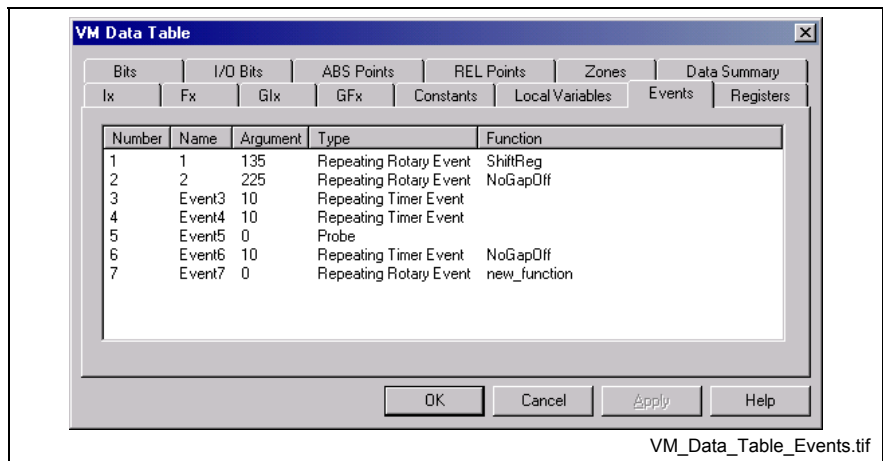 VM Data Table
Bits I/O Bits ABS Points REL Points Zones Data Summary
Ix Fx GIx GFx Constants Local Variables Events Registers
Number Name Argument Type Function
1 1 135 Repeating Rotary Event ShiftReg
2 2 225 Repeating Rotary Event NoGapOff
3 Event3 10 Repeating Timer Event
4 Event4 10 Repeating Timer Event
5 Event5 0 Probe
6 Event6 10 Repeating Timer Event NoGapOff
7 Event7 0 Repeating Rotary Event new_function
OK Cancel Apply Help
VM_Data_Table_Events.tif